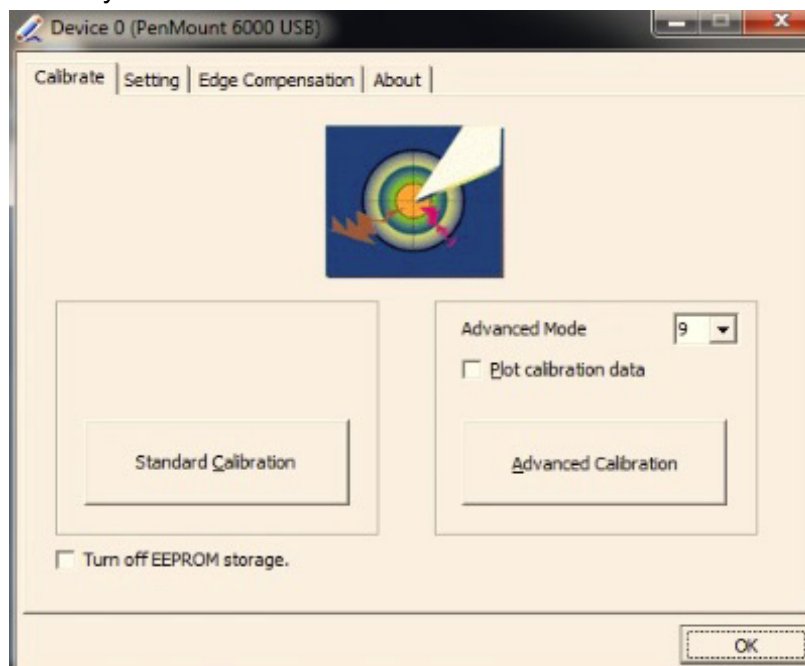 Device 0 (PenMount 6000 USB)
Calibrate Setting Edge Compensation About
Advanced Mode 9
Plot calibration data
Standard Calibration Advanced Calibration
Turn off EEPROM storage.
OK